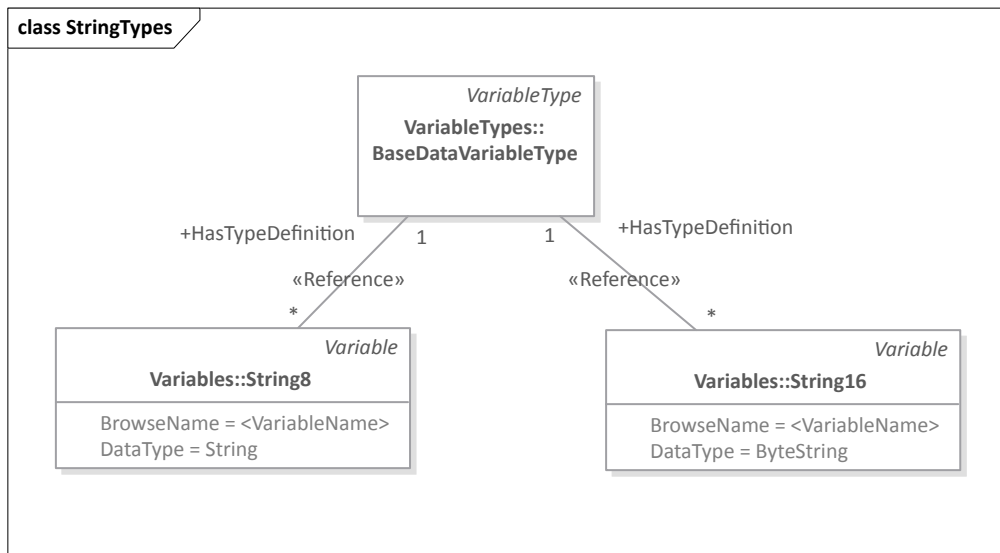 class StringTypes
VariableType
VariableTypes::
BaseDataVariableType
+HasTypeDefinition
1
1
+HasTypeDefinition
«Reference»
«Reference»
*
*
Variable
Variables::String8
BrowseName = <VariableName>
DataType = String
Variable
Variables::String16
BrowseName = <VariableName>
DataType = ByteString